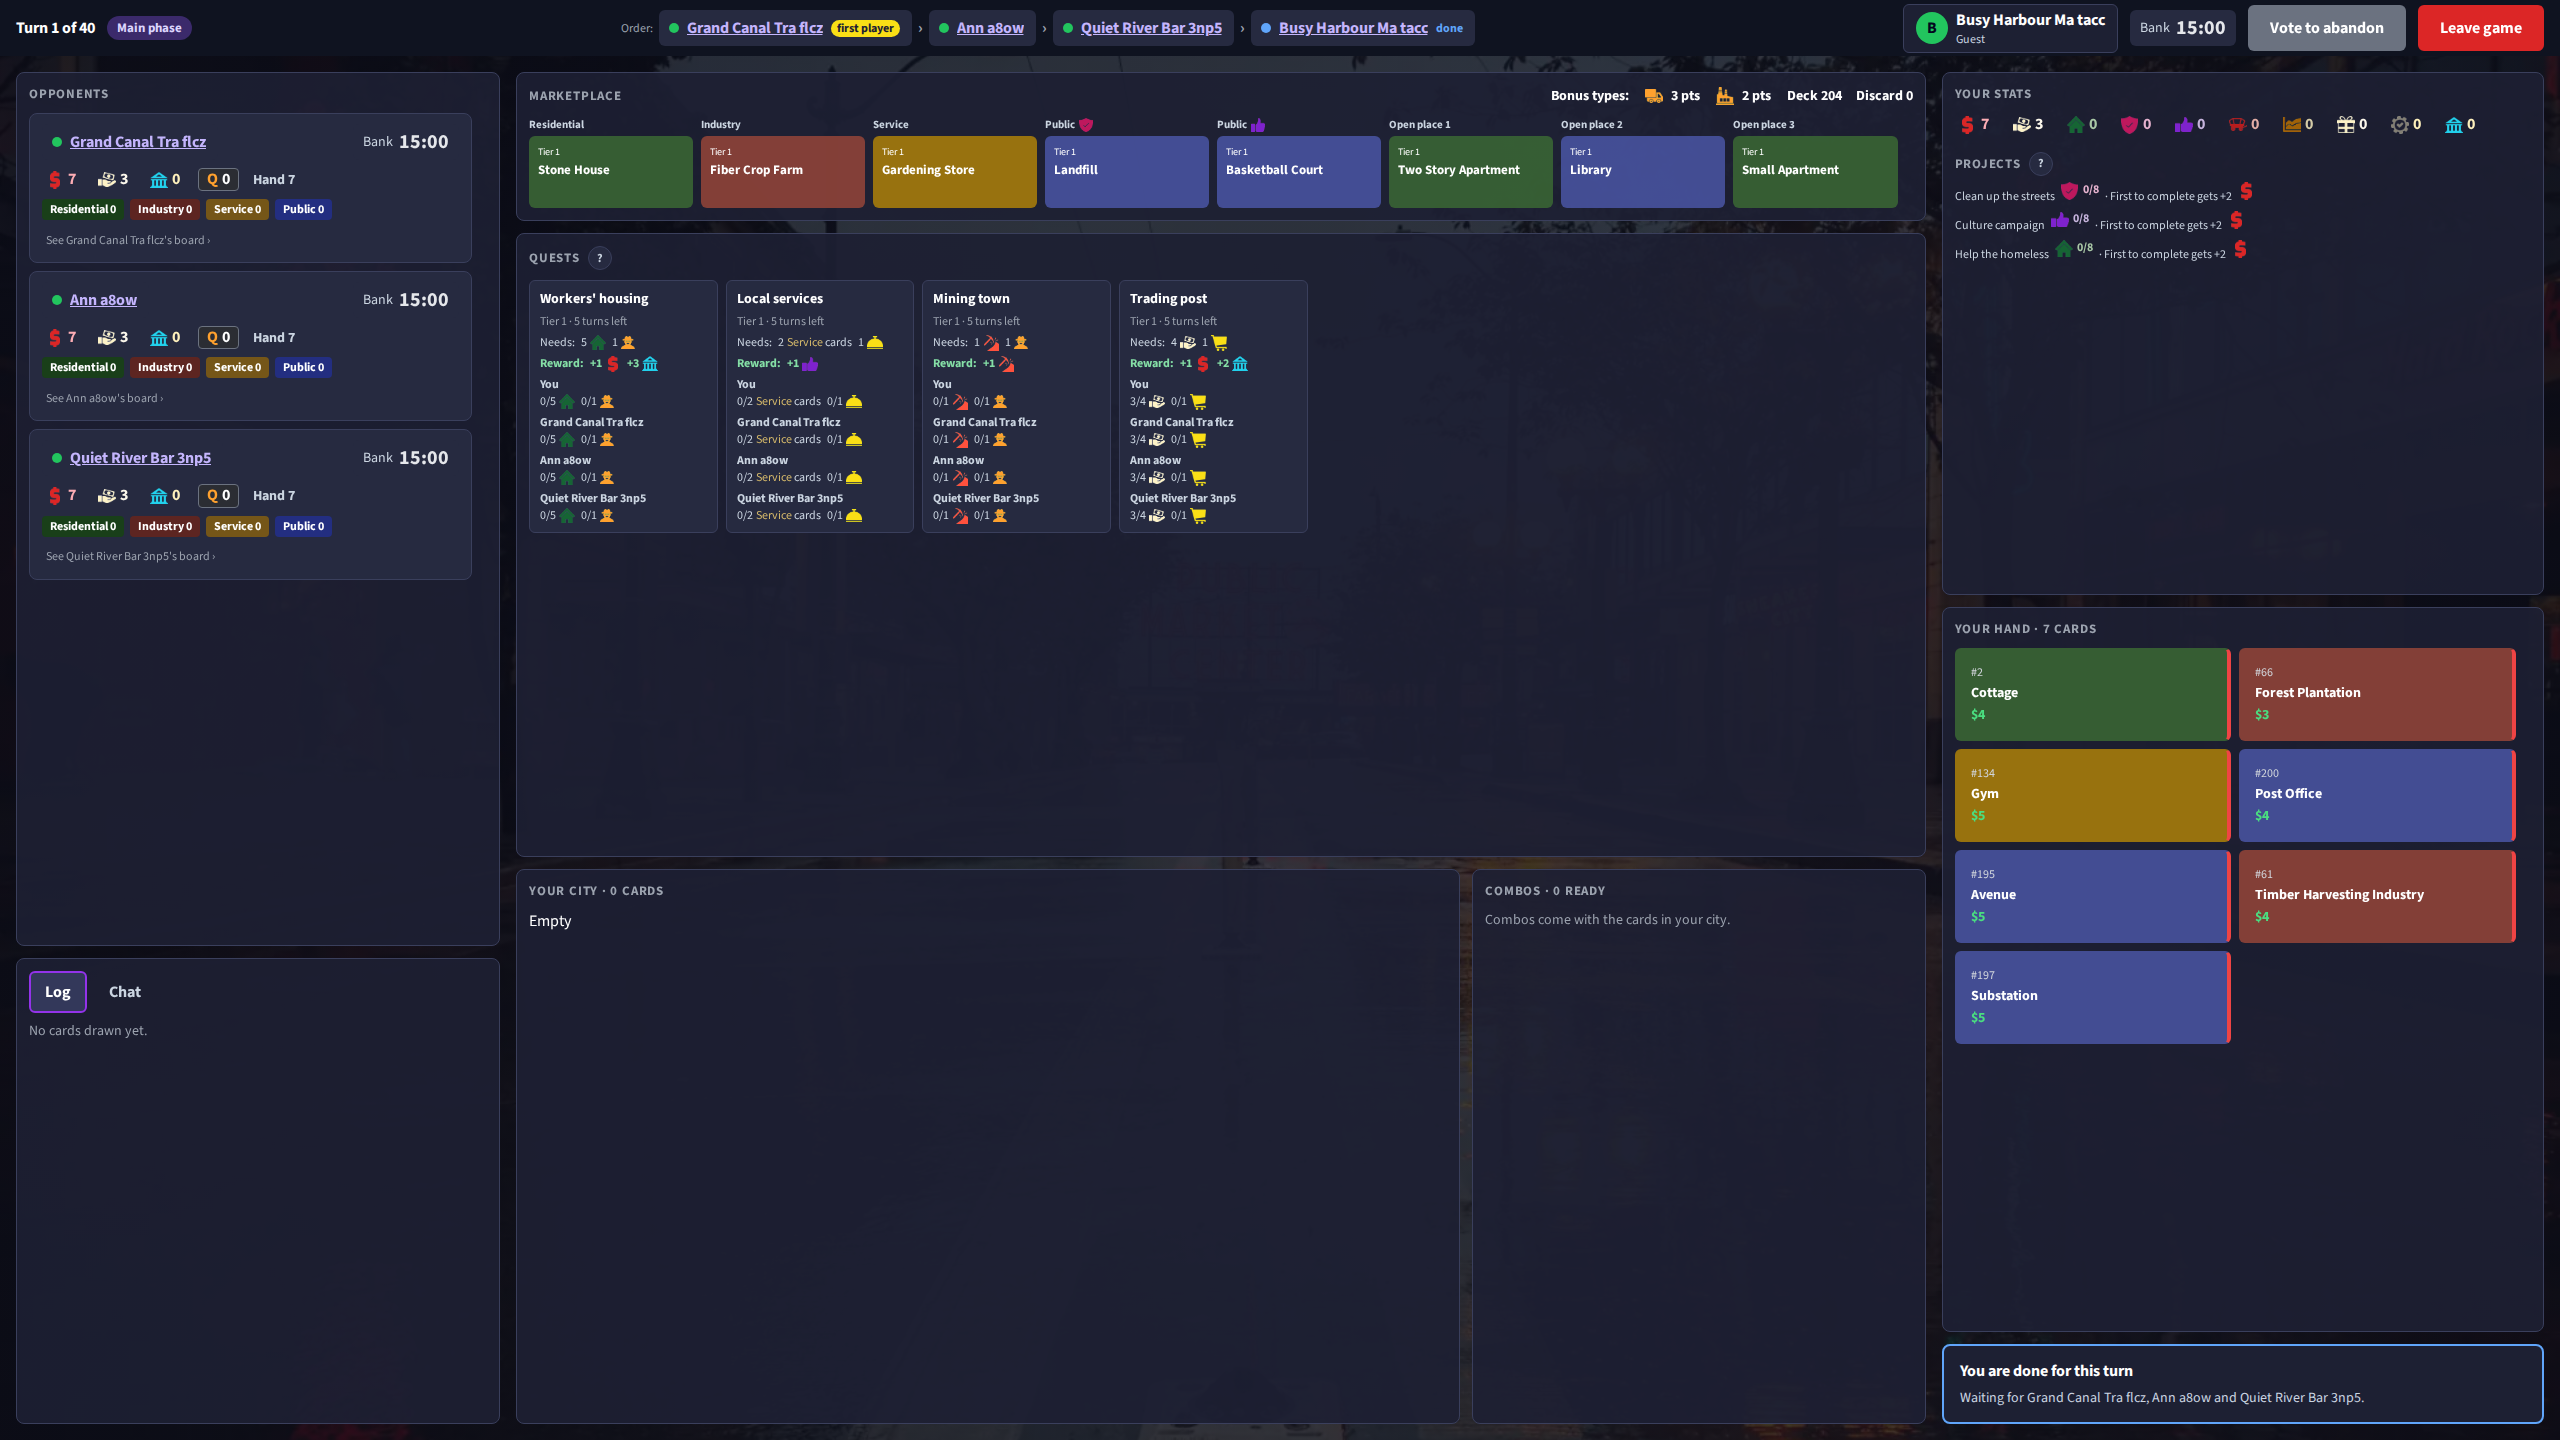 Turn 1 of 40 Main phase
Order: Grand Canal Tra flcz first player › Ann a8ow › Quiet River Bar 3np5 › Busy Harbour Ma tacc done
B Busy Harbour Ma tacc
Guest
Bank 15:00
Vote to abandon
Leave game
OPPONENTS
Grand Canal Tra flcz Bank 15:00
7 3 0 Q 0 Hand 7
Residential 0 Industry 0 Service 0 Public 0
See Grand Canal Tra flcz's board ›
Ann a8ow Bank 15:00
7 3 0 Q 0 Hand 7
Residential 0 Industry 0 Service 0 Public 0
See Ann a8ow's board ›
Quiet River Bar 3np5 Bank 15:00
7 3 0 Q 0 Hand 7
Residential 0 Industry 0 Service 0 Public 0
See Quiet River Bar 3np5's board ›
Log Chat
No cards drawn yet.
MARKETPLACE
Bonus types: 3 pts 2 pts Deck 204 Discard 0
Residential
Tier 1
Stone House
Industry
Tier 1
Fiber Crop Farm
Service
Tier 1
Gardening Store
Public
Tier 1
Landfill
Public
Tier 1
Basketball Court
Open place 1
Tier 1
Two Story Apartment
Open place 2
Tier 1
Library
Open place 3
Tier 1
Small Apartment
QUESTS ?
Workers' housing
Tier 1 · 5 turns left
Needs: 5 1
Reward: +1 +3
You
0/5 0/1
Grand Canal Tra flcz
0/5 0/1
Ann a8ow
0/5 0/1
Quiet River Bar 3np5
0/5 0/1
Local services
Tier 1 · 5 turns left
Needs: 2 Service cards 1
Reward: +1
You
0/2 Service cards 0/1
Grand Canal Tra flcz
0/2 Service cards 0/1
Ann a8ow
0/2 Service cards 0/1
Quiet River Bar 3np5
0/2 Service cards 0/1
Mining town
Tier 1 · 5 turns left
Needs: 1 1
Reward: +1
You
0/1 0/1
Grand Canal Tra flcz
0/1 0/1
Ann a8ow
0/1 0/1
Quiet River Bar 3np5
0/1 0/1
Trading post
Tier 1 · 5 turns left
Needs: 4 1
Reward: +1 +2
You
3/4 0/1
Grand Canal Tra flcz
3/4 0/1
Ann a8ow
3/4 0/1
Quiet River Bar 3np5
3/4 0/1
YOUR CITY · 0 CARDS
Empty
COMBOS · 0 READY
Combos come with the cards in your city.
YOUR STATS
7 3 0 0 0 0 0 0 0 0
PROJECTS ?
Clean up the streets 0/8 · First to complete gets +2
Culture campaign 0/8 · First to complete gets +2
Help the homeless 0/8 · First to complete gets +2
YOUR HAND · 7 CARDS
#2
Cottage
$4
#66
Forest Plantation
$3
#134
Gym
$5
#200
Post Office
$4
#195
Avenue
$5
#61
Timber Harvesting Industry
$4
#197
Substation
$5
You are done for this turn
Waiting for Grand Canal Tra flcz, Ann a8ow and Quiet River Bar 3np5.